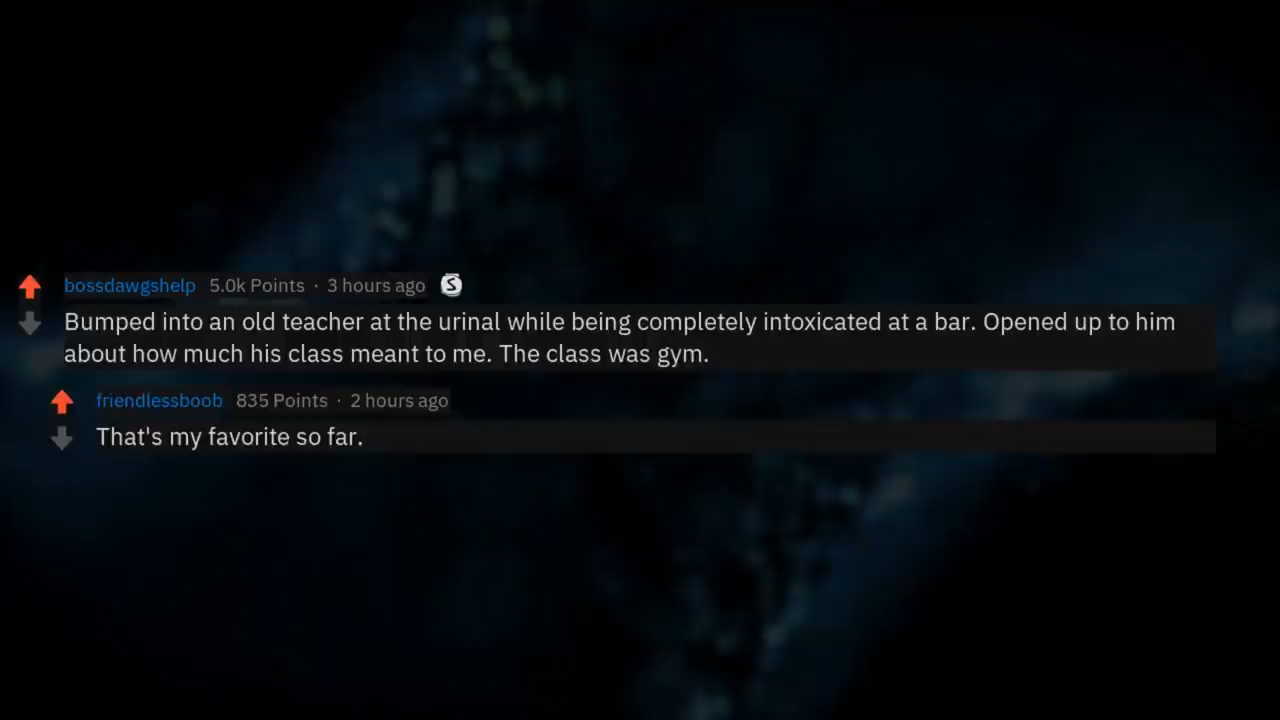 bossdawgshelp 5.0k Points · 3 hours ago S
Bumped into an old teacher at the urinal while being completely intoxicated at a bar. Opened up to him
about how much his class meant to me. The class was gym.
friendlessboob 835 Points · 2 hours ago
That's my favorite so far.